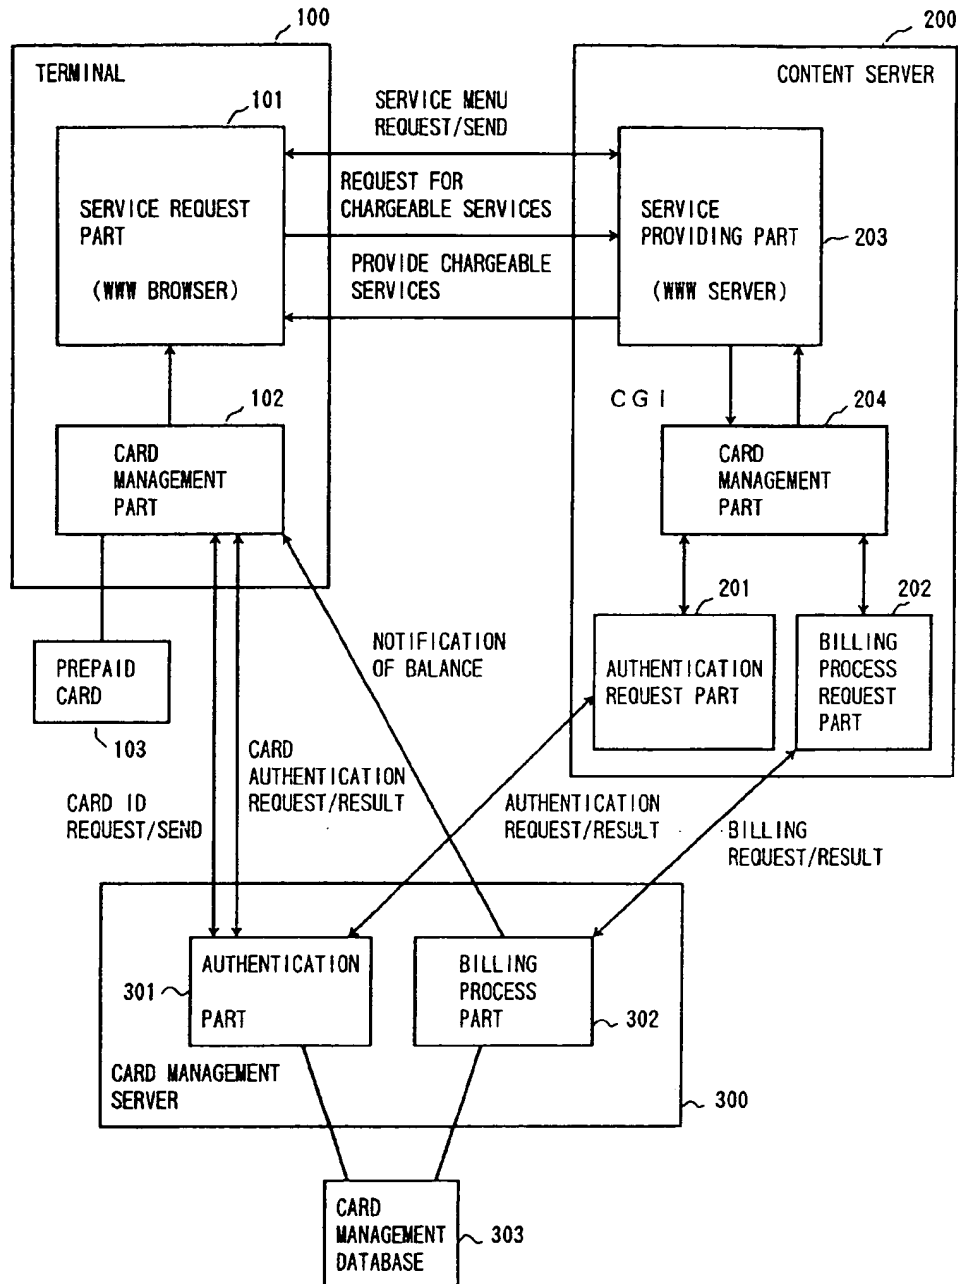 100
200
TERMINAL
CONTENT SERVER
101
SERVICE MENU
REQUEST/SEND
REQUEST FOR
CHARGEABLE SERVICES
SERVICE REQUEST
PART
(WWW BROWSER)
SERVICE
PROVIDING PART
(WWW SERVER)
203
PROVIDE CHARGEABLE
SERVICES
102
CGI
204
CARD
MANAGEMENT
PART
CARD
MANAGEMENT
PART
201
202
NOTIFICATION
OF BALANCE
PREPAID
CARD
103
AUTHENTICATION
REQUEST PART
BILLING
PROCESS
REQUEST
PART
CARD
AUTHENTICATION
REQUEST/RESULT
CARD ID
REQUEST/SEND
AUTHENTICATION
REQUEST/RESULT
BILLING
REQUEST/RESULT
301
AUTHENTICATION
PART
BILLING
PROCESS
PART
302
CARD MANAGEMENT
SERVER
300
CARD
MANAGEMENT
DATABASE
303